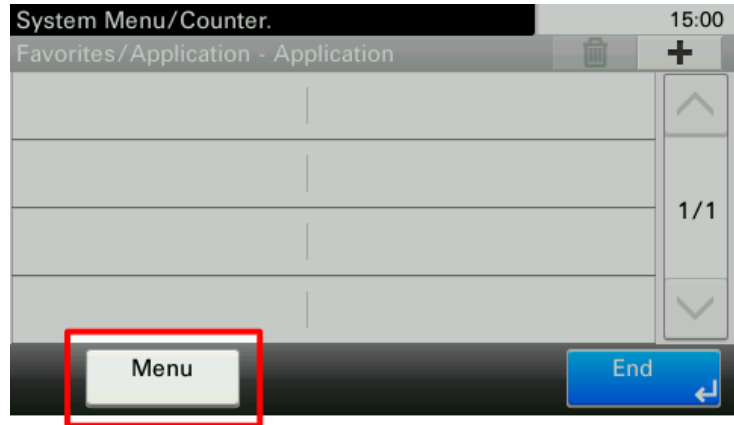 System Menu/Counter. 15:00
Favorites/Application - Application
1/1
Menu
End